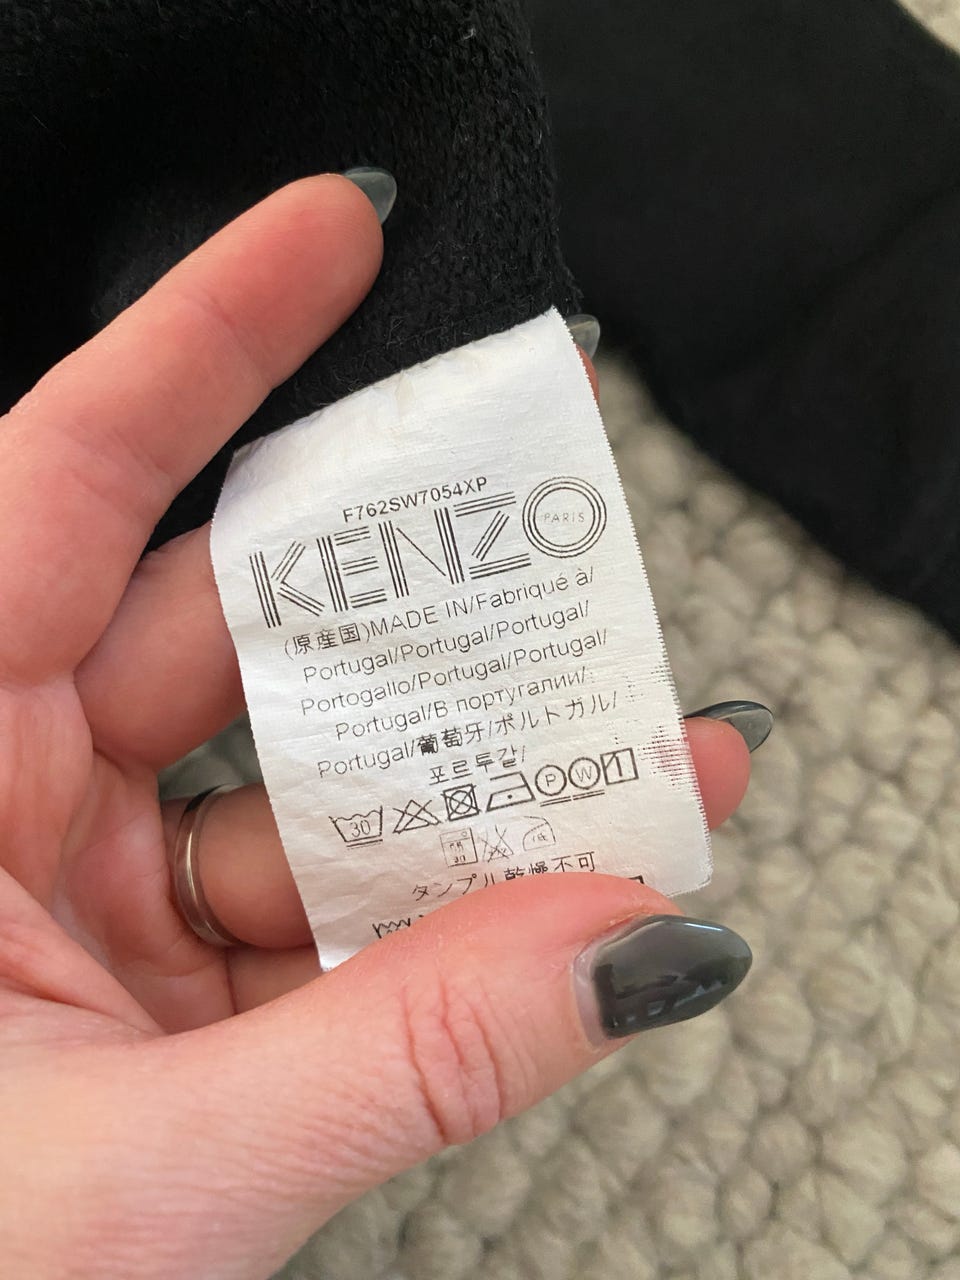 F762SW7054XP
KENZO
PARIS
(原産国)MADE IN/Fabriqué à/
Portugal/Portugal/Portugal/
Portogallo/Portugal/Portugal/
Portugal/В португалии/
Portugal/葡萄牙/ポルトガル/
포르투갈/
30 P W
タンブル乾燥不可